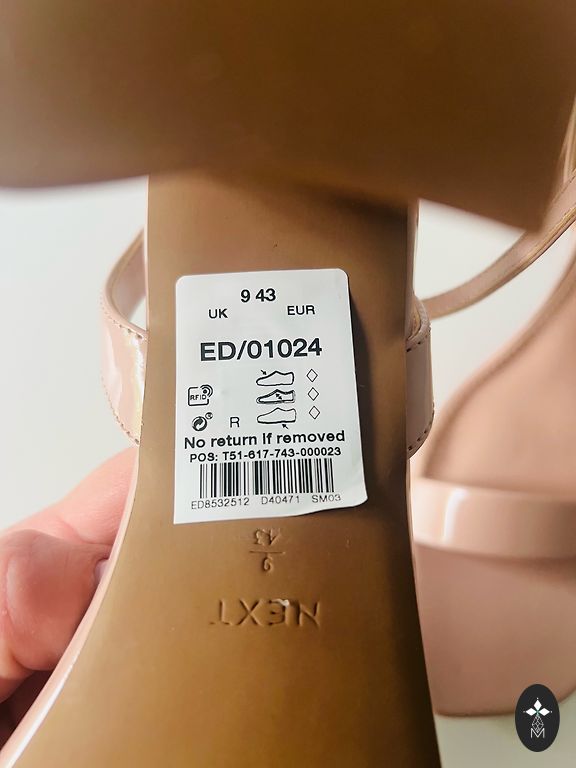 9 43
UK EUR
ED/01024
RFID
R
No return if removed
POS: T51-617-743-000023
ED8532512 D40471 SM03
9
43
NEXT
M